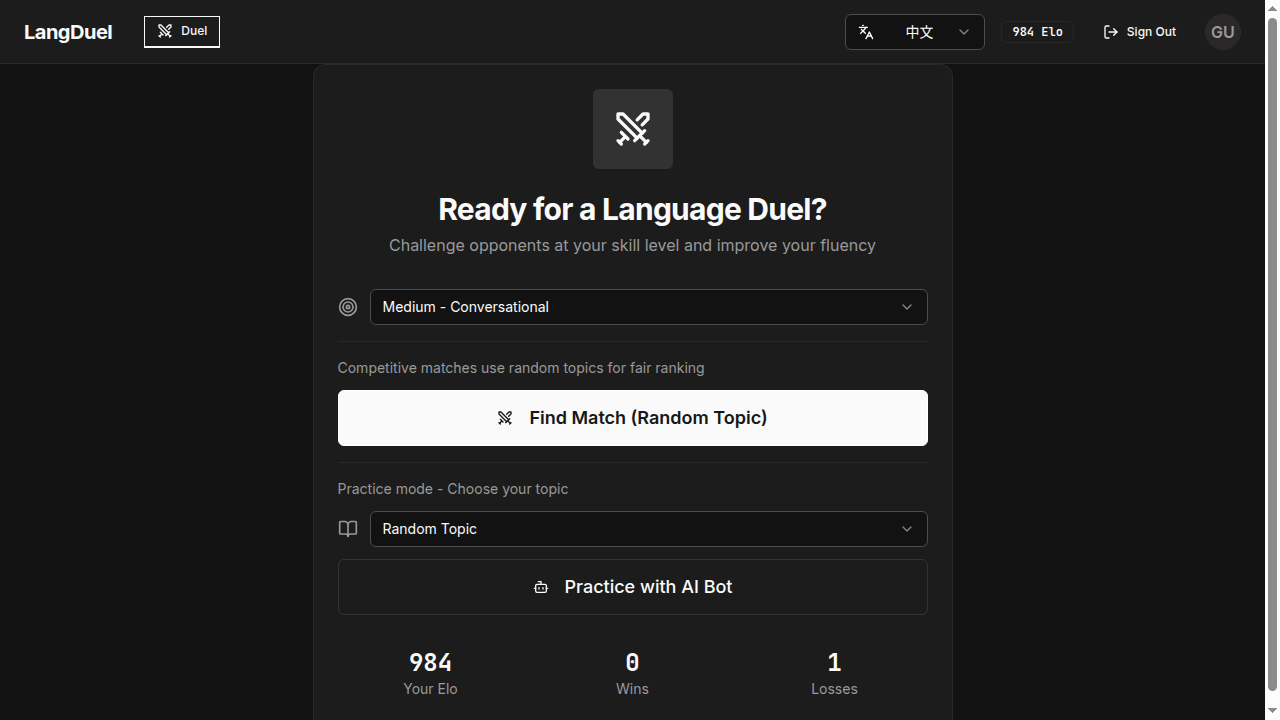 LangDuel
Duel
中文
984 Elo
Sign Out
GU
Ready for a Language Duel?
Challenge opponents at your skill level and improve your fluency
Medium - Conversational
Competitive matches use random topics for fair ranking
Find Match (Random Topic)
Practice mode - Choose your topic
Random Topic
Practice with AI Bot
984
0
1
Your Elo
Wins
Losses